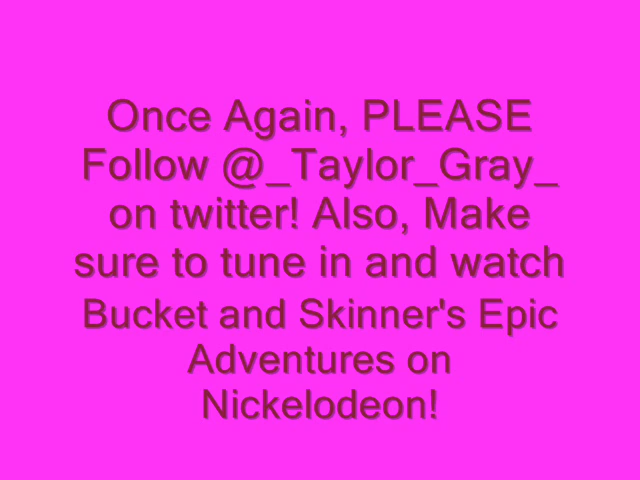 Once Again, PLEASE
Follow @_Taylor_Gray_
on twitter! Also, Make
sure to tune in and watch
Bucket and Skinner's Epic
Adventures on
Nickelodeon!